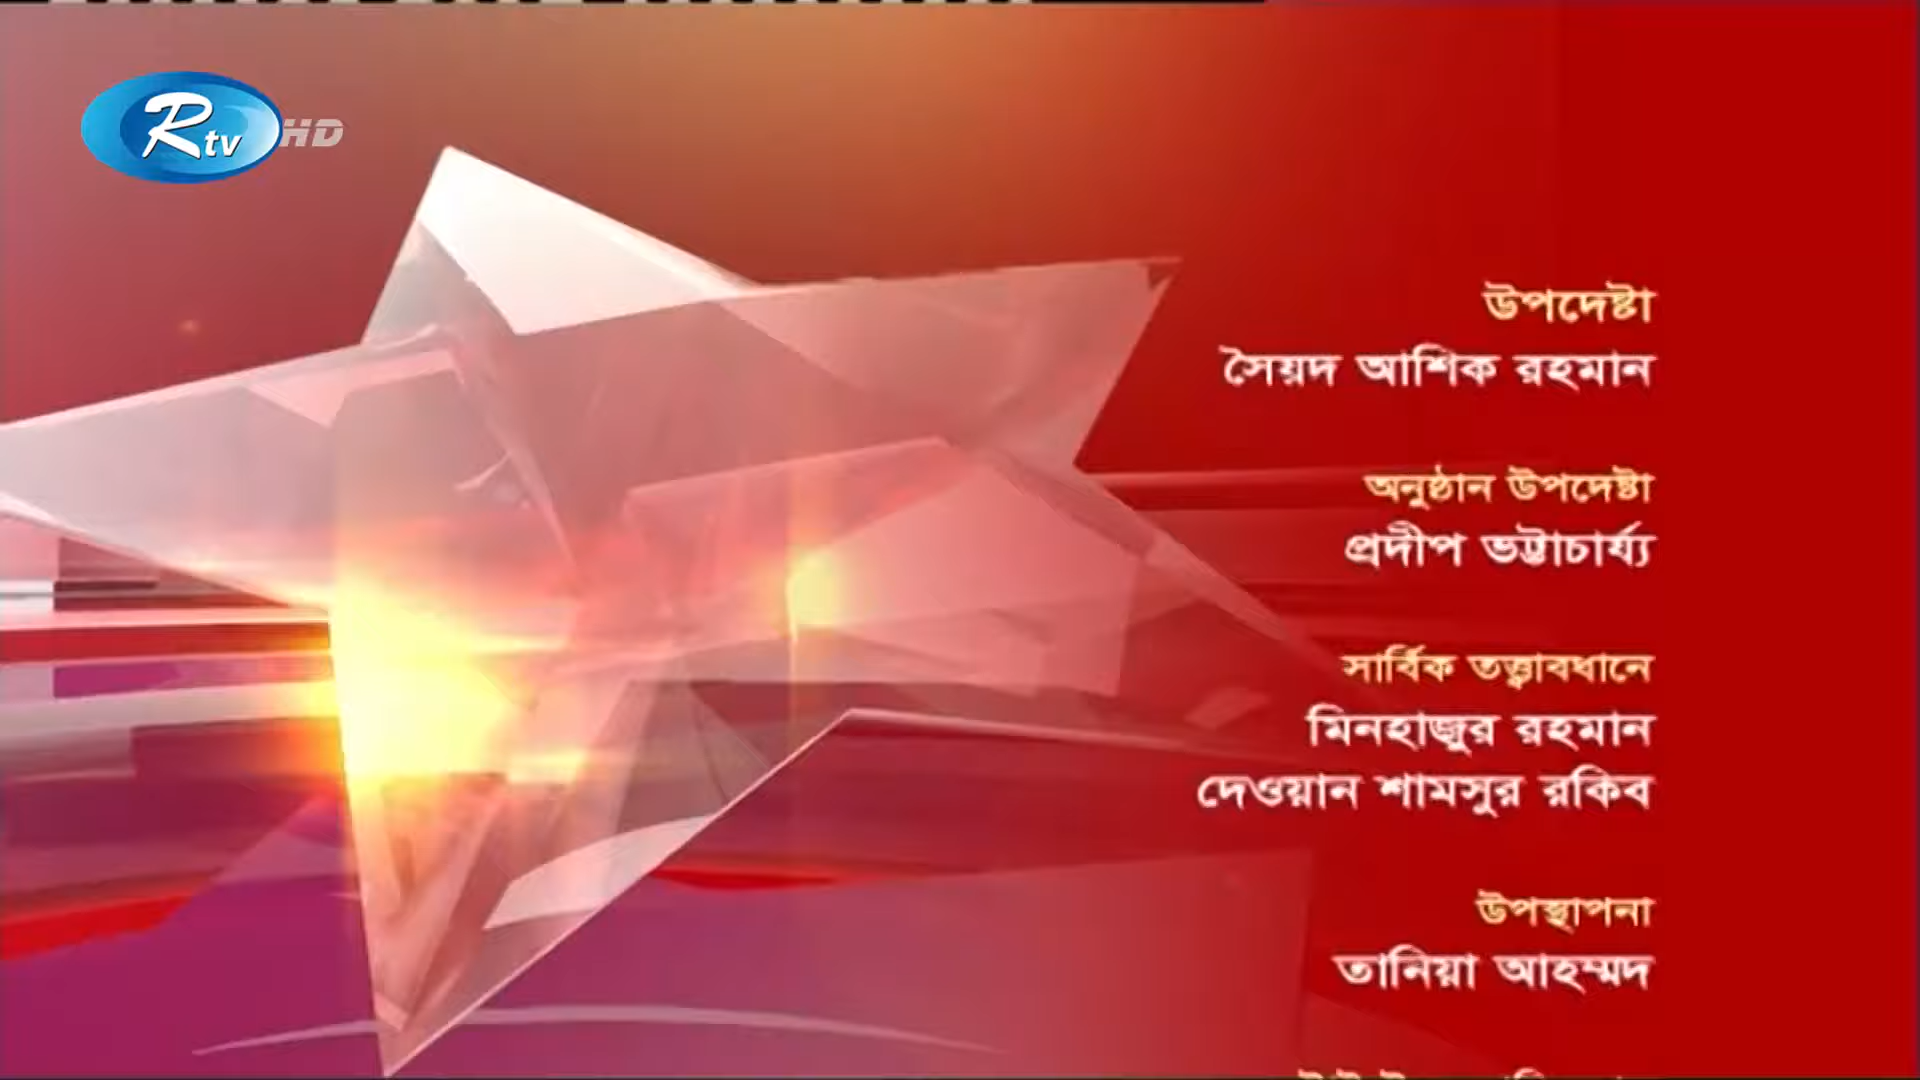 Rtv HD
উপদেষ্টা
সৈয়দ আশিক রহমান
অনুষ্ঠান উপদেষ্টা
প্রদীপ ভট্টাচার্য্য
সার্বিক তত্ত্বাবধানে
মিনহাজুর রহমান
দেওয়ান শামসুর রকিব
উপস্থাপনা
তানিয়া আহম্মদ